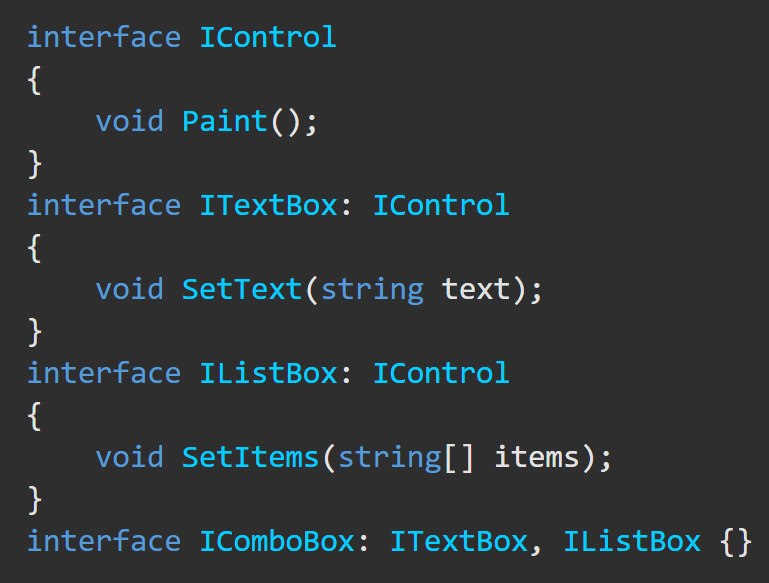 interface IControl
{
    void Paint();
}
interface ITextBox: IControl
{
    void SetText(string text);
}
interface IListBox: IControl
{
    void SetItems(string[] items);
}
interface IComboBox: ITextBox, IListBox {}